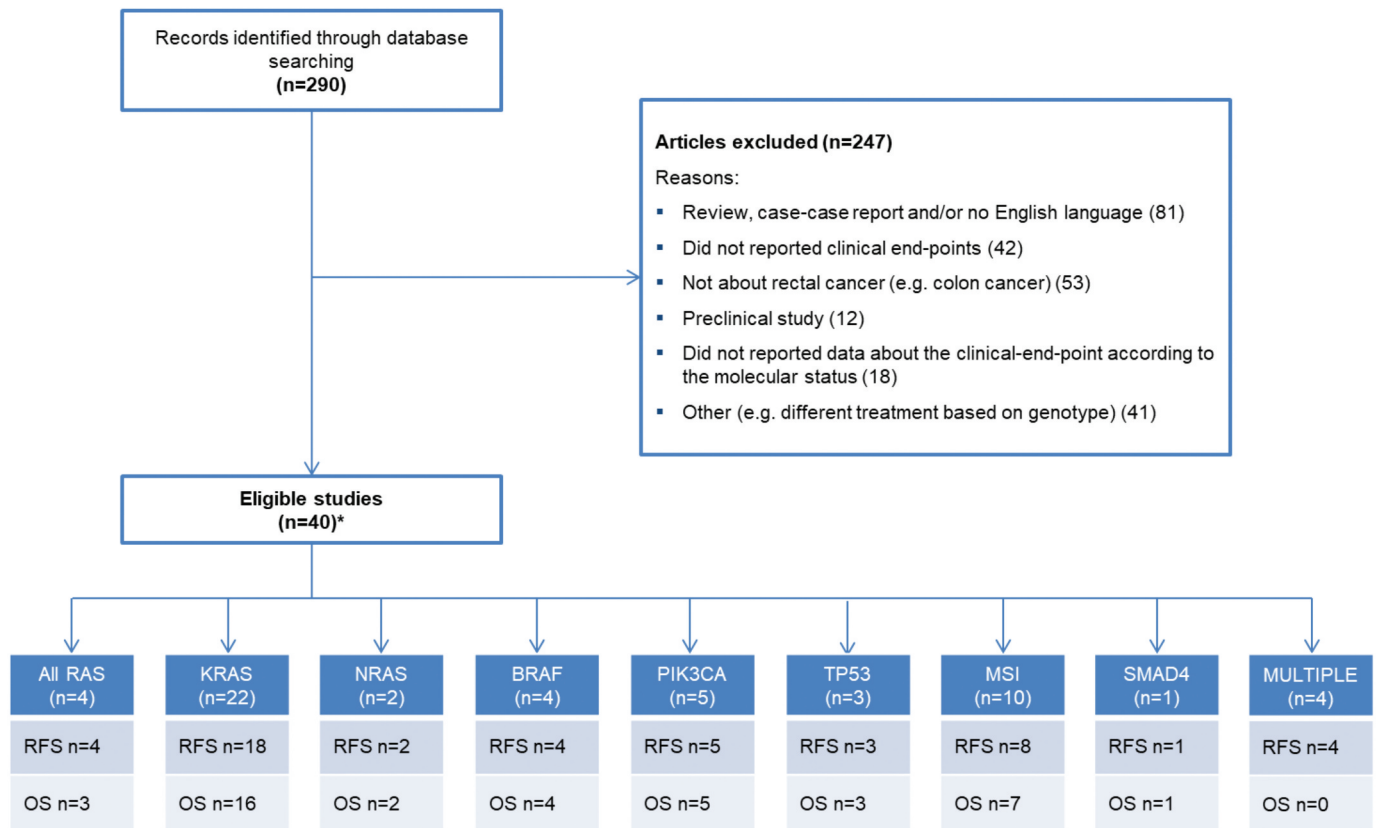 Records identified through database
searching
(n=290)
Articles excluded (n=247)
Reasons:
▪ Review, case-case report and/or no English language (81)
▪ Did not reported clinical end-points (42)
▪ Not about rectal cancer (e.g. colon cancer) (53)
▪ Preclinical study (12)
▪ Did not reported data about the clinical-end-point according to
the molecular status (18)
▪ Other (e.g. different treatment based on genotype) (41)
Eligible studies
(n=40)*
All RAS
(n=4)
RFS n=4
OS n=3
KRAS
(n=22)
RFS n=18
OS n=16
NRAS
(n=2)
RFS n=2
OS n=2
BRAF
(n=4)
RFS n=4
OS n=4
PIK3CA
(n=5)
RFS n=5
OS n=5
TP53
(n=3)
RFS n=3
OS n=3
MSI
(n=10)
RFS n=8
OS n=7
SMAD4
(n=1)
RFS n=1
OS n=1
MULTIPLE
(n=4)
RFS n=4
OS n=0